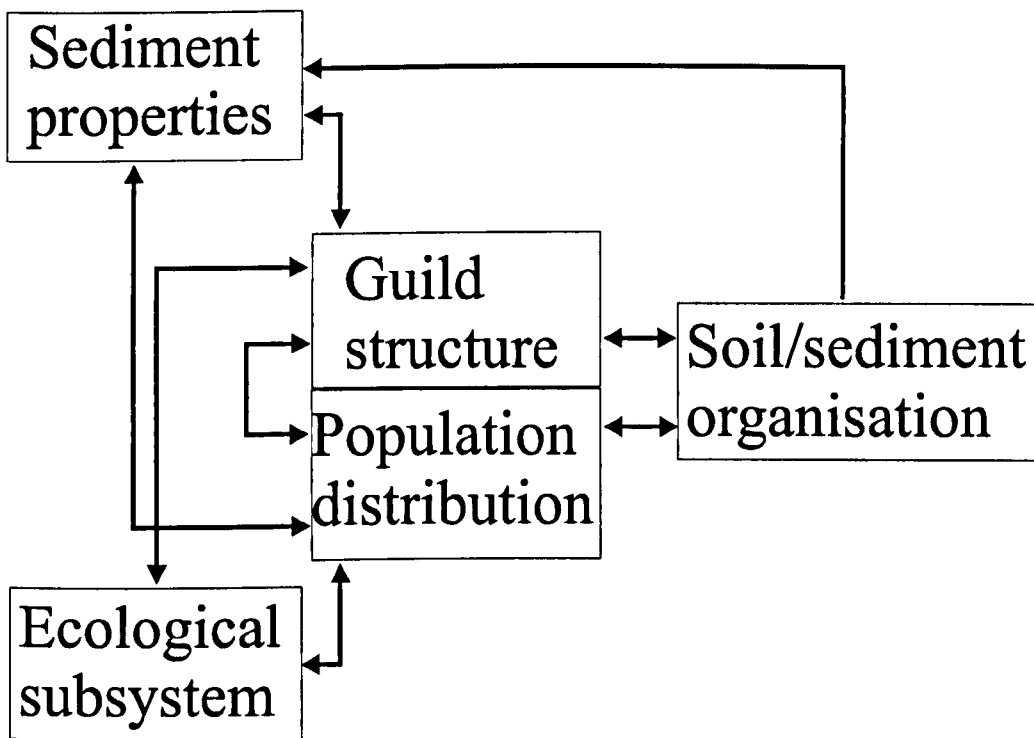 Sediment
properties
Guild
structure
Soil/sediment
organisation
Population
distribution
Ecological
subsystem